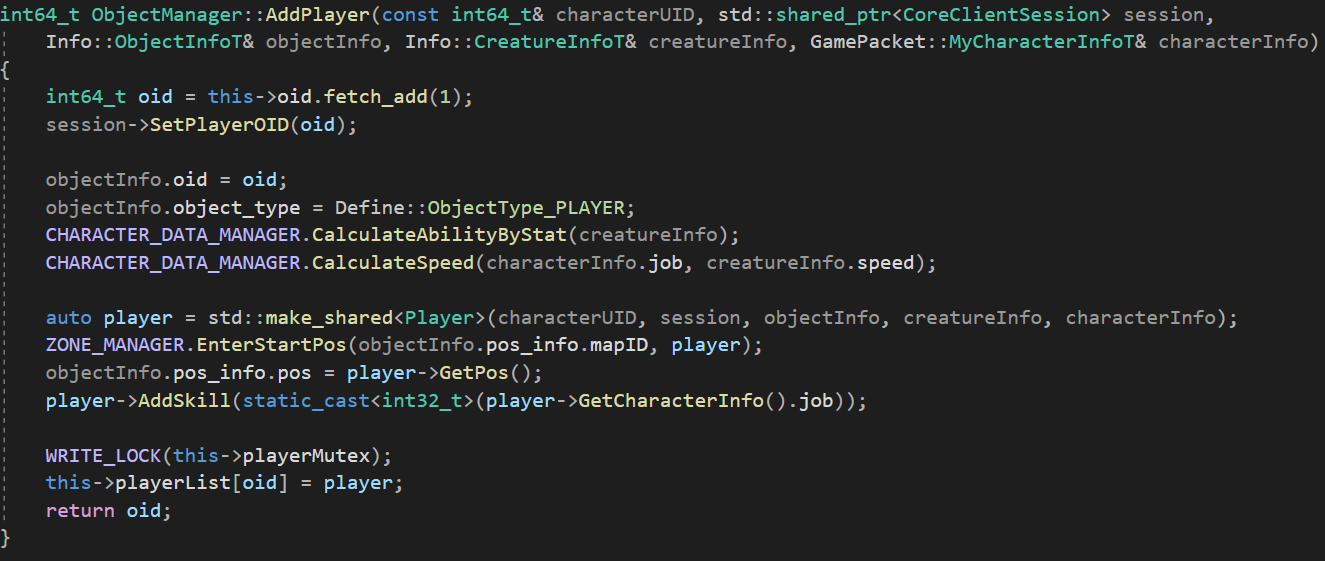 int64_t ObjectManager::AddPlayer(const int64_t& characterUID, std::shared_ptr<CoreClientSession> session,
    Info::ObjectInfoT& objectInfo, Info::CreatureInfoT& creatureInfo, GamePacket::MyCharacterInfoT& characterInfo)
{
    int64_t oid = this->oid.fetch_add(1);
    session->SetPlayerOID(oid);

    objectInfo.oid = oid;
    objectInfo.object_type = Define::ObjectType_PLAYER;
    CHARACTER_DATA_MANAGER.CalculateAbilityByStat(creatureInfo);
    CHARACTER_DATA_MANAGER.CalculateSpeed(characterInfo.job, creatureInfo.speed);

    auto player = std::make_shared<Player>(characterUID, session, objectInfo, creatureInfo, characterInfo);
    ZONE_MANAGER.EnterStartPos(objectInfo.pos_info.mapID, player);
    objectInfo.pos_info.pos = player->GetPos();
    player->AddSkill(static_cast<int32_t>(player->GetCharacterInfo().job));

    WRITE_LOCK(this->playerMutex);
    this->playerList[oid] = player;
    return oid;
}